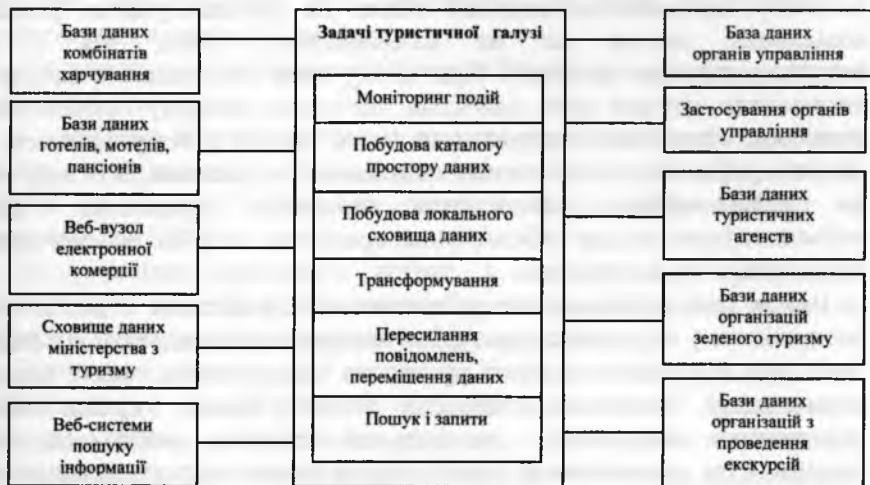 Бази даних
комбінатів
харчування
Бази даних
готелів, мотелів,
пансіонів
Веб-вузол
електронної
комерції
Сховище даних
міністерства з
туризму
Веб-системи
пошуку
інформації
Задачі туристичної галузі
Моніторинг подій
Побудова каталогу
простору даних
Побудова локального
сховища даних
Трансформування
Пересилання
повідомлень,
переміщення даних
Пошук і запити
База даних
органів управління
Застосування органів
управління
Бази даних
туристичних
агенств
Бази даних
організацій
зеленого туризму
Бази даних
організацій з
проведення
екскурсій